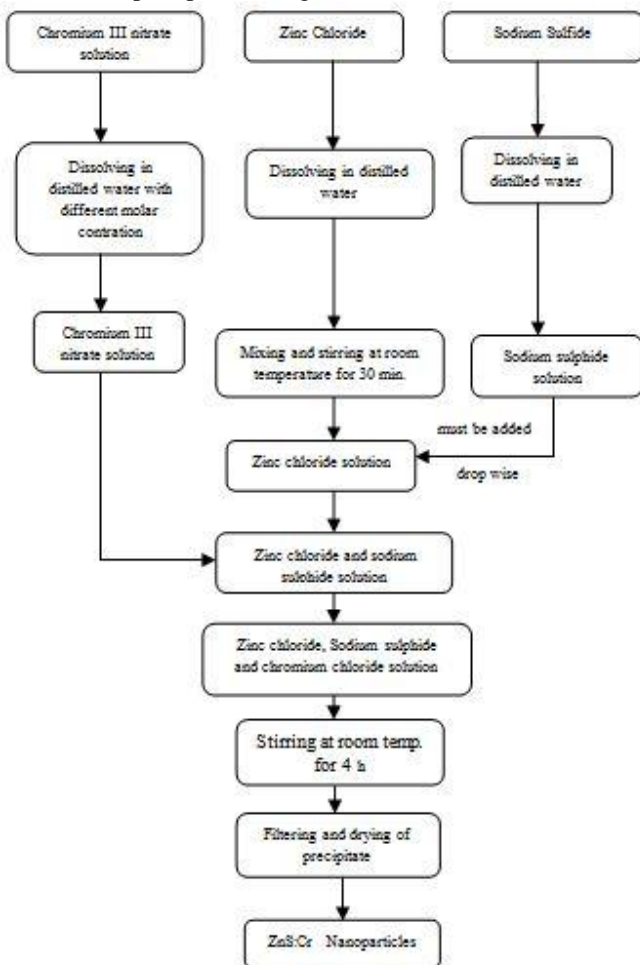 Chromium III nitrate
solution
Zinc Chloride
Sodium Sulfide
Dissolving in
distilled water with
different molar
contration
Dissolving in distilled
water
Dissolving in
distilled water
Chromium III
nitrate solution
Mixing and stirring at room
temperature for 30 min.
Sodium sulphide
solution
must be added
drop wise
Zinc chloride solution
Zinc chloride and sodium
sulphide solution
Zinc chloride, Sodium sulphide
and chromium chloride solution
Stirring at room temp.
for 4 h
Filtering and drying of
precipitate
ZnS:Cr Nanoparticles